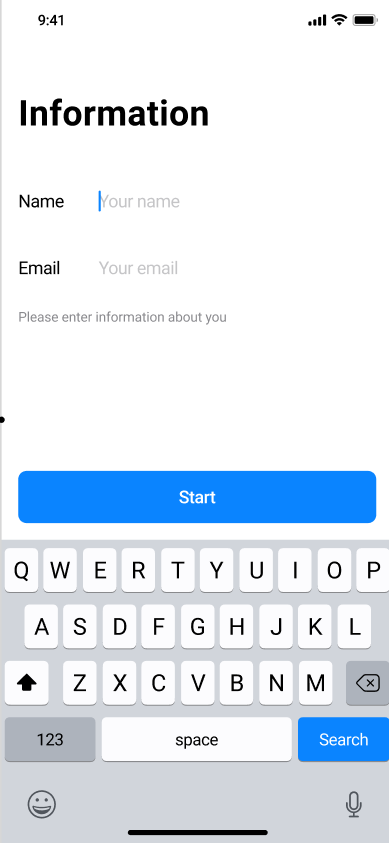 9:41
Information
Name Your name
Email Your email
Please enter information about you
Start
Q W E R T Y U I O P
A S D F G H J K L
Z X C V B N M
123 space Search